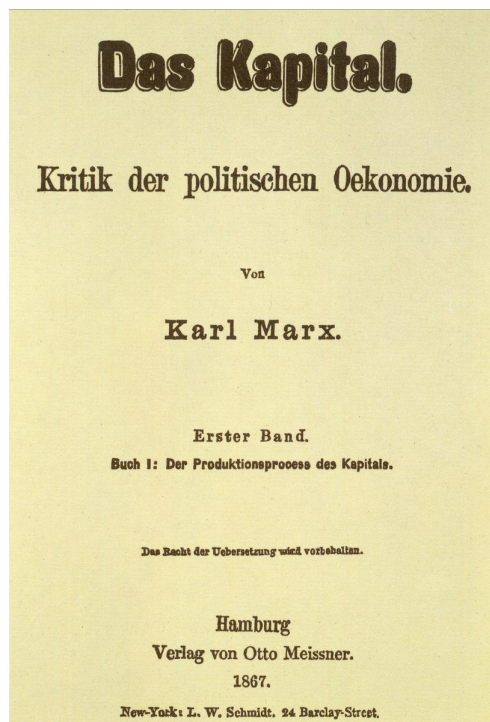 Das Kapital.
Kritik der politischen Oekonomie.
Von
Karl Marx.
Erster Band.
Buch I: Der Produktionsprocess des Kapitals.
Das Recht der Uebersetzung wird vorbehalten.
Hamburg
Verlag von Otto Meissner.
1867.
New-York: L. W. Schmidt. 24 Barclay-Street.